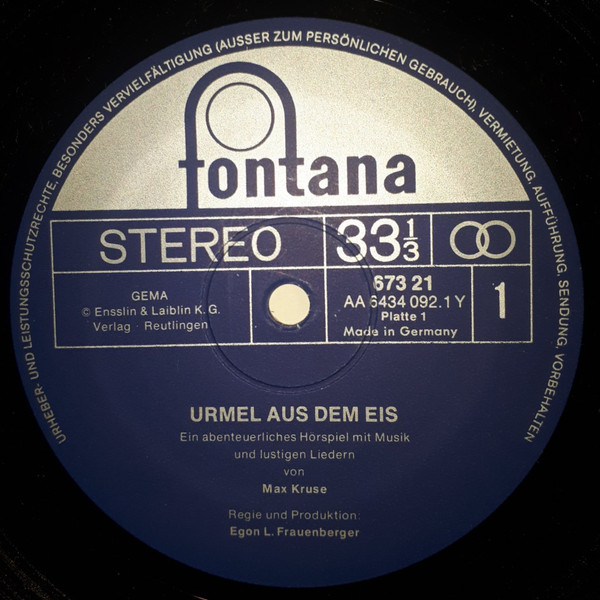 URHEBER- UND LEISTUNGSSCHUTZRECHTE, BESONDERS VERVIELFÄLTIGUNG (AUSSER ZUM PERSÖNLICHEN GEBRAUCH), VERMIETUNG, AUFFÜHRUNG, SENDUNG, VORBEHALTEN
fontana
STEREO
33 1/3
GEMA
© Ensslin & Laiblin K. G.
Verlag · Reutlingen
673 21
AA 6434 092.1 Y
Platte 1
Made in Germany
1
URMEL AUS DEM EIS
Ein abenteuerliches Hörspiel mit Musik
und lustigen Liedern
von
Max Kruse
Regie und Produktion:
Egon L. Frauenberger